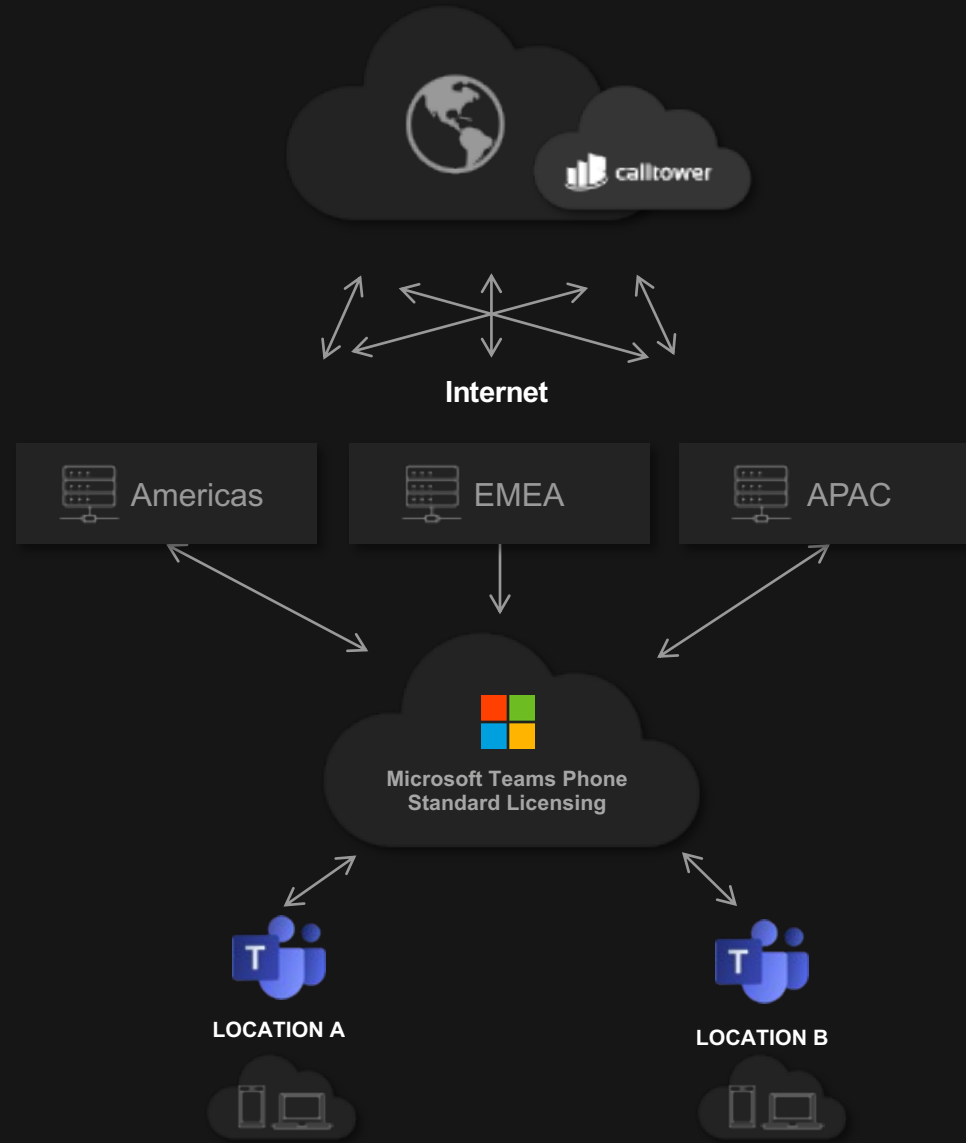 calltower
Internet
Americas
EMEA
APAC
Microsoft Teams Phone
Standard Licensing
T
T
LOCATION A
LOCATION B